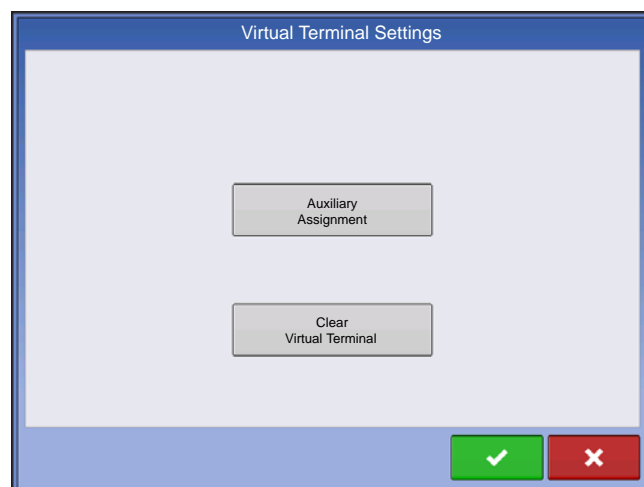 Virtual Terminal Settings
Auxiliary
Assignment
Clear
Virtual Terminal